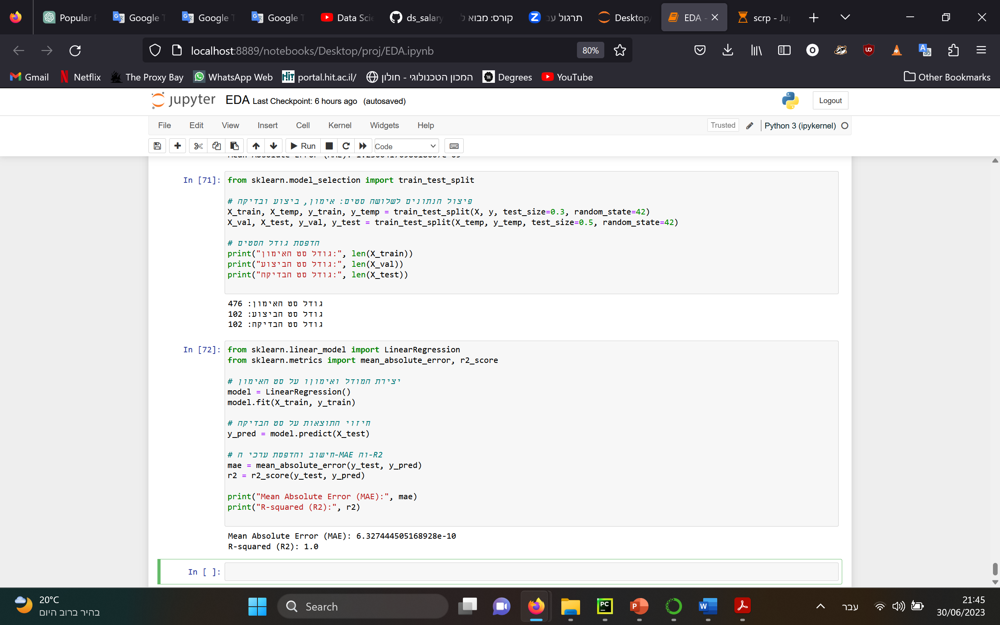 Popular
Google T
Google T
Google T
Data Scie
ds_salary
קורס: מבוא ל
תרגול עם
Desktop/
EDA -
scrp - Ju
localhost:8889/notebooks/Desktop/proj/EDA.ipynb
80%
Gmail
Netflix
The Proxy Bay
WhatsApp Web
HiT portal.hit.ac.il/
המכון הטכנולוגי - חולון
Degrees
YouTube
Other Bookmarks
jupyter EDA Last Checkpoint: 6 hours ago (autosaved)
Logout
File Edit View Insert Cell Kernel Widgets Help
Trusted Python 3 (ipykernel)
Run Code
In [71]: from sklearn.model_selection import train_test_split
# פיצול הנתונים לשלושה סטים: אימון, ביצוע ובדיקה
X_train, X_temp, y_train, y_temp = train_test_split(X, y, test_size=0.3, random_state=42)
X_val, X_test, y_val, y_test = train_test_split(X_temp, y_temp, test_size=0.5, random_state=42)
# הדפסת גודל הסטים
print("גודל סט האימון:", len(X_train))
print("גודל סט הביצוע:", len(X_val))
print("גודל סט הבדיקה:", len(X_test))
גודל סט האימון: 476
גודל סט הביצוע: 102
גודל סט הבדיקה: 102
In [72]: from sklearn.linear_model import LinearRegression
from sklearn.metrics import mean_absolute_error, r2_score
# יצירת המודל ואימוןו על סט האימון
model = LinearRegression()
model.fit(X_train, y_train)
# חיזוי התוצאות על סט הבדיקה
y_pred = model.predict(X_test)
# חישוב והדפסת ערכי ה-MAE וה-R2
mae = mean_absolute_error(y_test, y_pred)
r2 = r2_score(y_test, y_pred)
print("Mean Absolute Error (MAE):", mae)
print("R-squared (R2):", r2)
Mean Absolute Error (MAE): 6.327444505168928e-10
R-squared (R2): 1.0
In [ ]:
20°C
בהיר ברוב היום
Search
עבר
21:45
30/06/2023